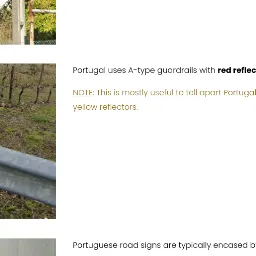 Portugal uses A-type guardrails with red reflec
NOTE: This is mostly useful to tell apart Portugal
yellow reflectors.
Portuguese road signs are typically encased b